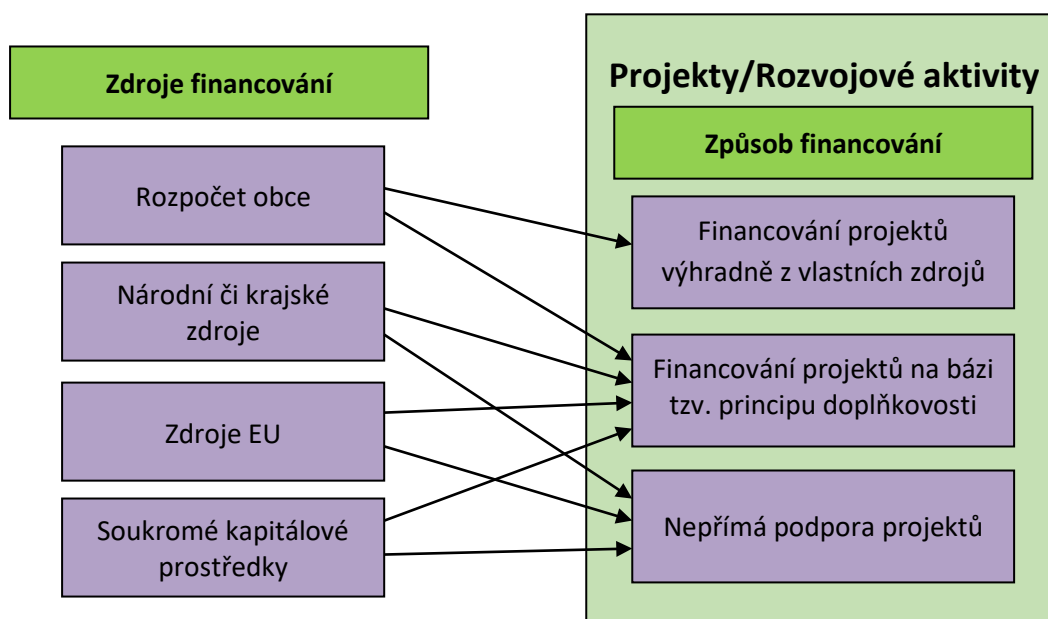 Zdroje financování
Rozpočet obce
Národní či krajské
zdroje
Zdroje EU
Soukromé kapitálové
prostředky
Projekty/Rozvojové aktivity
Způsob financování
Financování projektů
výhradně z vlastních zdrojů
Financování projektů na bázi
tzv. principu doplňkovosti
Nepřímá podpora projektů